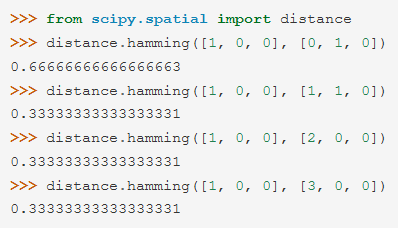 >>> from scipy.spatial import distance
>>> distance.hamming([1, 0, 0], [0, 1, 0])
0.66666666666666663
>>> distance.hamming([1, 0, 0], [1, 1, 0])
0.33333333333333331
>>> distance.hamming([1, 0, 0], [2, 0, 0])
0.33333333333333331
>>> distance.hamming([1, 0, 0], [3, 0, 0])
0.33333333333333331